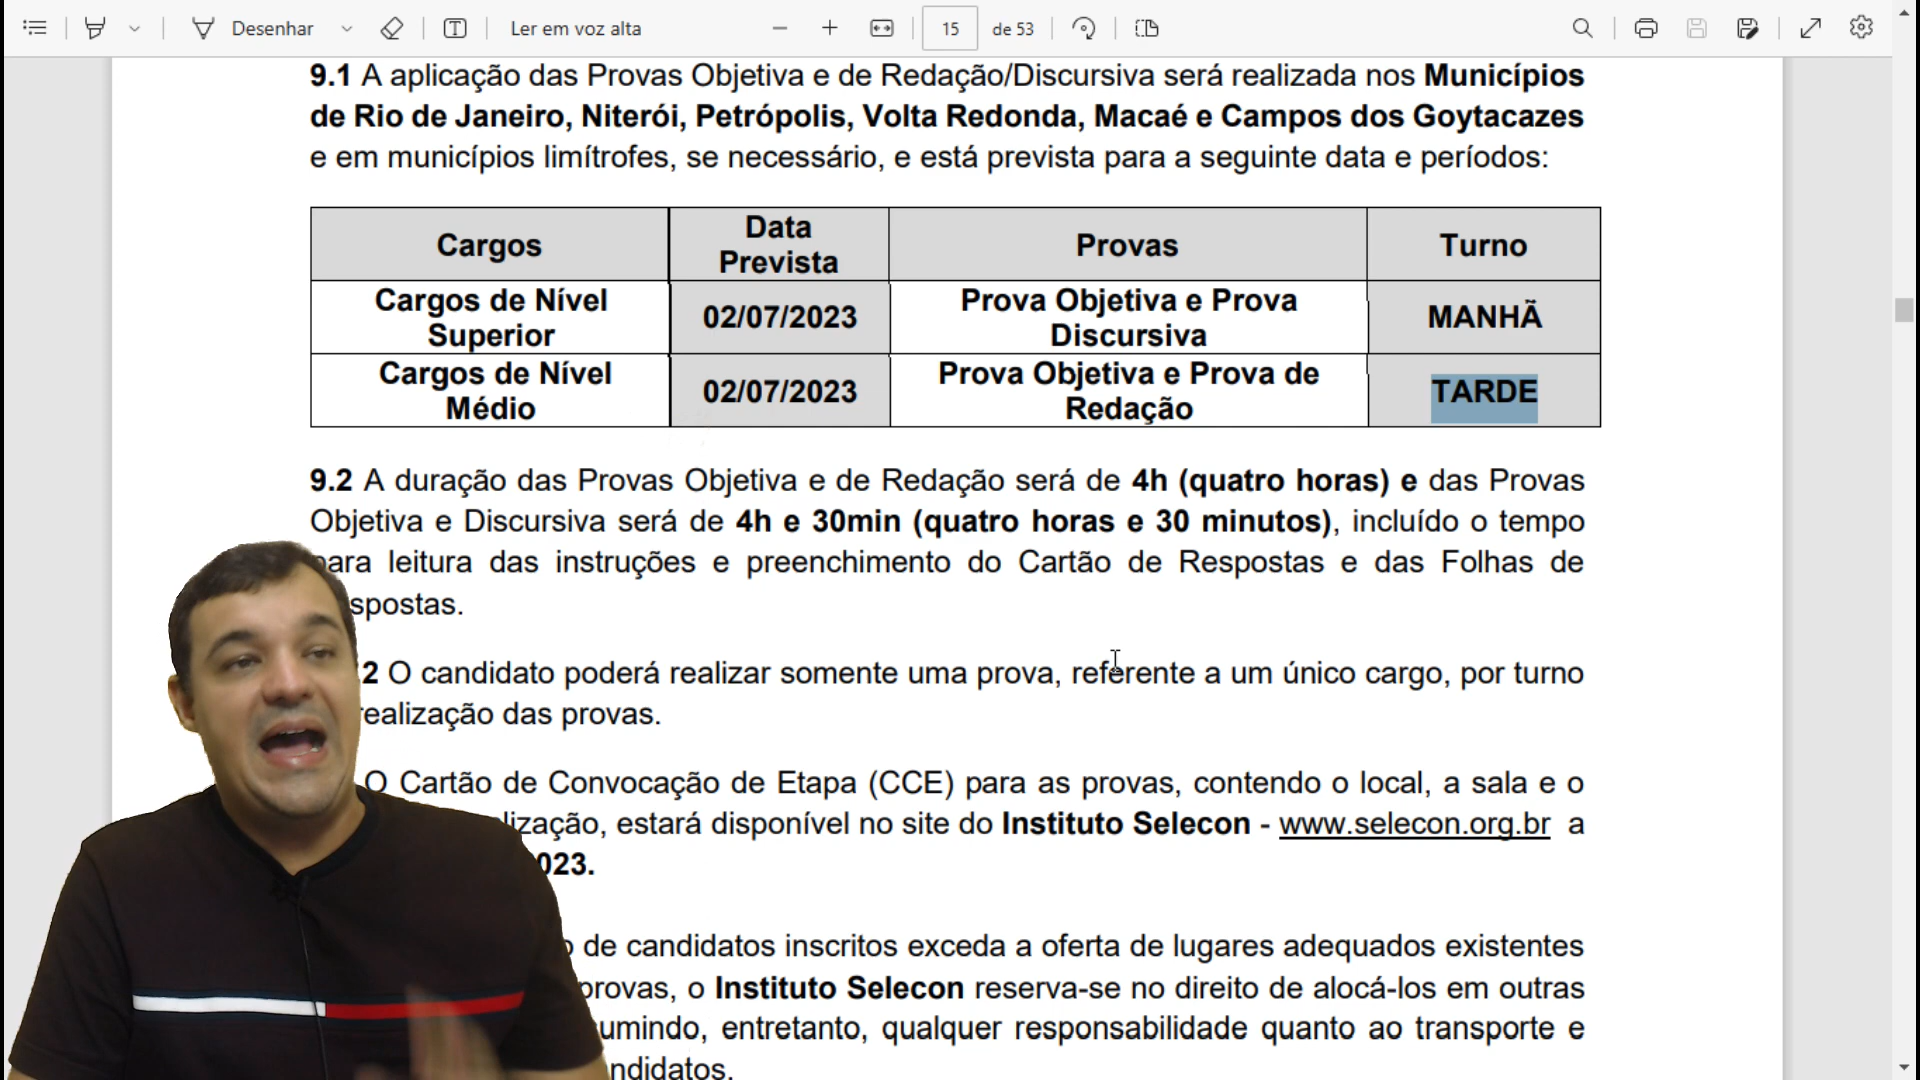 Desenhar
Ler em voz alta
15
de 53
9.1 A aplicação das Provas Objetiva e de Redação/Discursiva será realizada nos Municípios
de Rio de Janeiro, Niterói, Petrópolis, Volta Redonda, Macaé e Campos dos Goytacazes
e em municípios limítrofes, se necessário, e está prevista para a seguinte data e períodos:
Cargos
Data
Prevista
Provas
Turno
Cargos de Nível
Superior
02/07/2023
Prova Objetiva e Prova
Discursiva
MANHÃ
Cargos de Nível
Médio
02/07/2023
Prova Objetiva e Prova de
Redação
TARDE
9.2 A duração das Provas Objetiva e de Redação será de 4h (quatro horas) e das Provas
Objetiva e Discursiva será de 4h e 30min (quatro horas e 30 minutos), incluído o tempo
para leitura das instruções e preenchimento do Cartão de Respostas e das Folhas de
spostas.
2 O candidato poderá realizar somente uma prova, referente a um único cargo, por turno
realização das provas.
O Cartão de Convocação de Etapa (CCE) para as provas, contendo o local, a sala e o
lização, estará disponível no site do Instituto Selecon - www.selecon.org.br a
023.
de candidatos inscritos exceda a oferta de lugares adequados existentes
provas, o Instituto Selecon reserva-se no direito de alocá-los em outras
sumindo, entretanto, qualquer responsabilidade quanto ao transporte e
ndidatos.